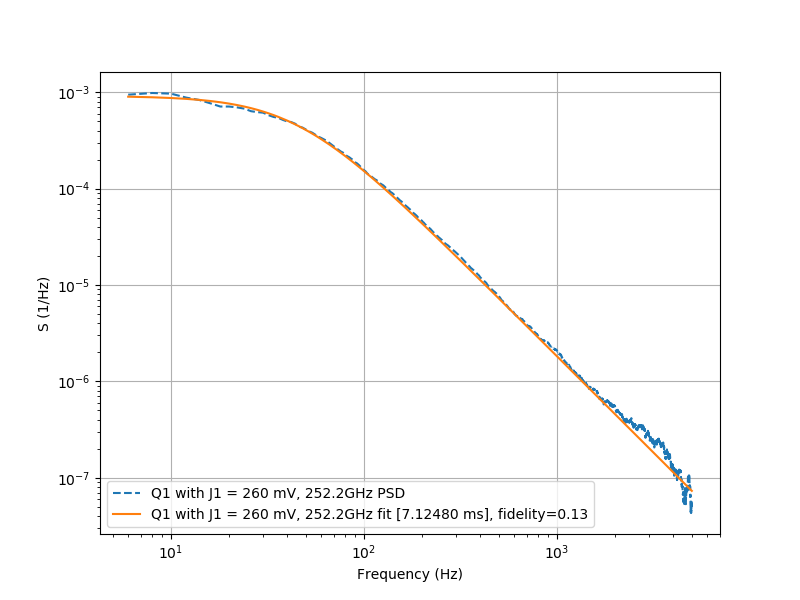 10⁻³
10⁻⁴
10⁻⁵
10⁻⁶
10⁻⁷
S (1/Hz)
Q1 with J1 = 260 mV, 252.2GHz PSD
Q1 with J1 = 260 mV, 252.2GHz fit [7.12480 ms], fidelity=0.13
10¹ 10² 10³
Frequency (Hz)